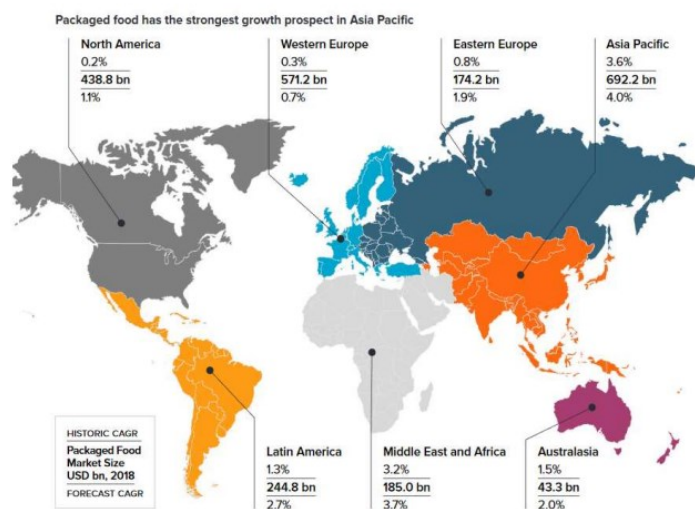 Packaged food has the strongest growth prospect in Asia Pacific
North America
0.2%
438.8 bn
1.1%
Western Europe
0.3%
571.2 bn
0.7%
Eastern Europe
0.8%
174.2 bn
1.9%
Asia Pacific
3.6%
692.2 bn
4.0%
HISTORIC CAGR
Packaged Food
Market Size
USD bn, 2018
FORECAST CAGR
Latin America
1.3%
244.8 bn
2.7%
Middle East and Africa
3.2%
185.0 bn
3.7%
Australasia
1.5%
43.3 bn
2.0%